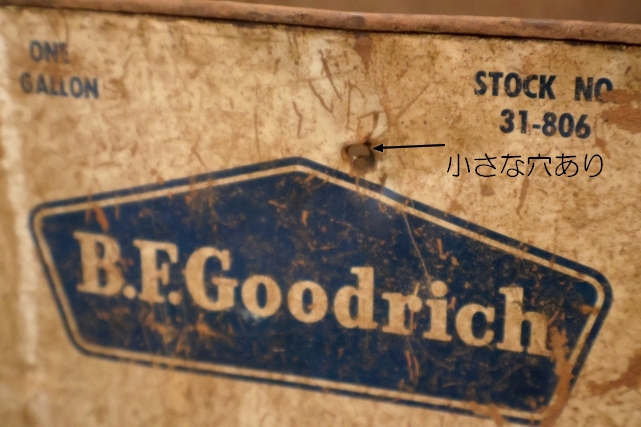 ONE
GALLON
STOCK NO
31-806
小さな穴あり
B.F.Goodrich